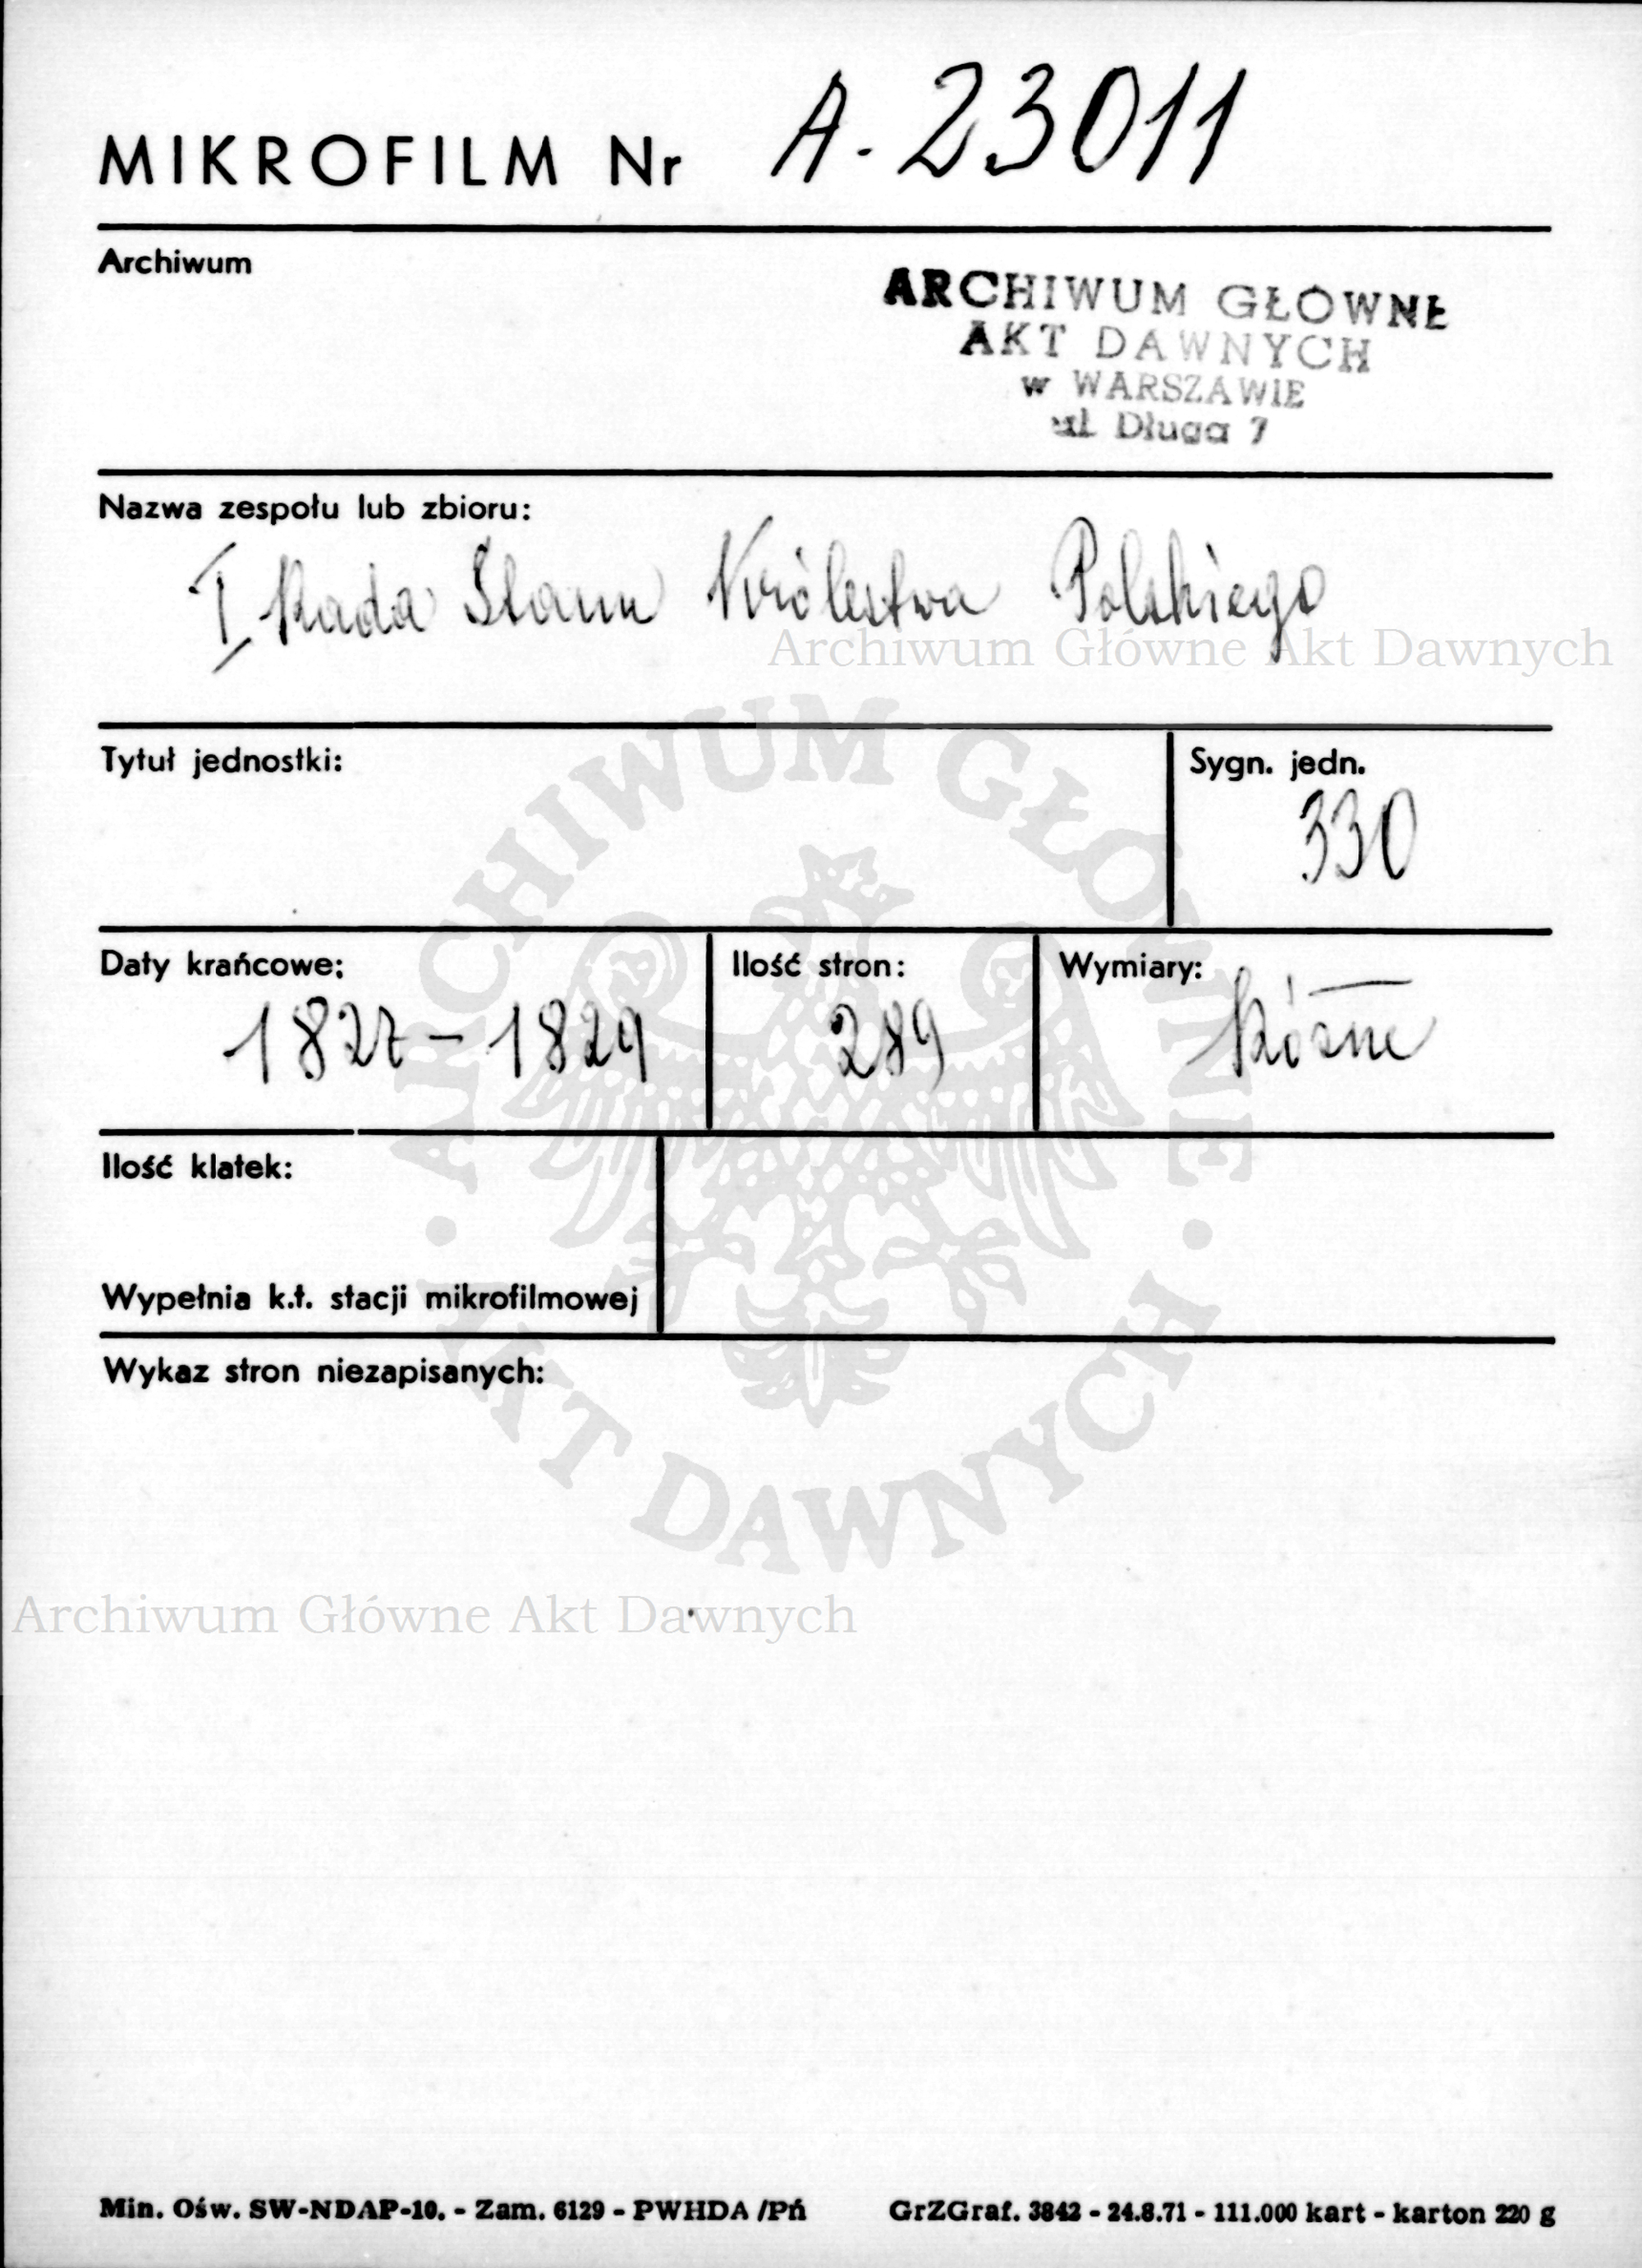 MIKROFILM Nr A-23011
Archiwum
ARCHIWUM GŁÓWNE
AKT DAWNYCH
w WARSZAWIE
ul. Długa 7
Nazwa zespołu lub zbioru:
I Rada Stanu Królestwa Polskiego
Archiwum Główne Akt Dawnych
Tytuł jednostki:
Sygn. jedn.
330
Daty krańcowe:
1827-1829
Ilość stron:
289
Wymiary:
Różne
Ilość klatek:
Wypełnia k.t. stacji mikrofilmowej
Wykaz stron niezapisanych:
ARCHIWUM GŁÓWNE
· AKT DAWNYCH ·
Archiwum Główne Akt Dawnych
Min. Ośw. SW-NDAP-10. - Zam. 6129 - PWHDA /Pń
GrZGraf. 3842 - 24.8.71 - 111.000 kart - karton 220 g